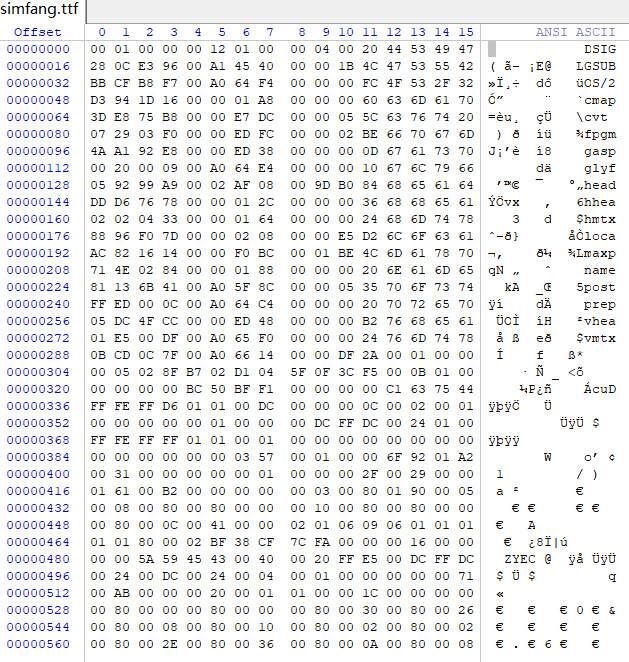 simfang.ttf
Offset 0 1 2 3 4 5 6 7 8 9 10 11 12 13 14 15 ANSI ASCII
00000000 00 01 00 00 00 12 01 00 00 04 00 20 44 53 49 47 DSIG
00000016 28 0C E3 96 00 A1 45 40 00 00 1B 4C 47 53 55 42 ( ã– ¡E@ LGSUB
00000032 BB CF B8 F7 00 A0 64 F4 00 00 FC 4F 53 2F 32 »Ï¸÷ dô üOS/2
00000048 D3 94 1D 16 00 00 01 A8 00 00 00 60 63 6D 61 70 Ó” ¨ `cmap
00000064 3D E8 75 B8 00 00 E7 DC 00 00 05 5C 63 76 74 20 =èu¸ çÜ \cvt
00000080 07 29 03 F0 00 00 ED FC 00 00 02 BE 66 70 67 6D ) ð íü ¾fpgm
00000096 4A A1 92 E8 00 00 ED 38 00 00 0D 67 61 73 70 J¡’è í8 gasp
00000112 00 20 00 09 00 A0 64 E4 00 00 00 10 67 6C 79 66 dä glyf
00000128 05 92 99 A9 00 02 AF 08 00 9D B0 84 68 65 61 64 ’™© ¯ °„head
00000144 DD D6 76 78 00 00 01 2C 00 00 00 36 68 68 65 61 ÝÖvx , 6hhea
00000160 02 02 04 33 00 00 01 64 00 00 00 24 68 6D 74 78 3 d $hmtx
00000176 88 96 F0 7D 00 00 02 08 00 00 E5 D2 6C 6F 63 61 ˆ–ð} åÒloca
00000192 AC 82 16 14 00 00 F0 BC 00 01 BE 4C 6D 61 78 70 ¬‚ ð¼ ¾Lmaxp
00000208 71 4E 02 84 00 00 01 88 00 00 00 20 6E 61 6D 65 qN „ ˆ name
00000224 81 13 6B 41 00 A0 5F 8C 00 00 05 35 70 6F 73 74 kA _Œ 5post
00000240 FF ED 00 0C 00 A0 64 C4 00 00 00 20 70 72 65 70 ÿí dÄ prep
00000256 05 DC 4F CC 00 00 ED 48 00 00 00 B2 76 68 65 61 ÜOÌ íH ²vhea
00000272 01 E5 00 DF 00 A0 65 F0 00 00 00 24 76 6D 74 78 å ß eð $vmtx
00000288 0B CD 0C 7F 00 A0 66 14 00 00 DF 2A 00 01 00 00 Í f ß*
00000304 00 05 02 8F B7 02 D1 04 5F 0F 3C F5 00 0B 01 00 · Ñ _ <õ
00000320 00 00 00 00 BC 50 BF F1 00 00 00 00 C1 63 75 44 ¼P¿ñ ÁcuD
00000336 FF FE FF D6 01 01 00 DC 00 00 00 0C 00 02 00 01 ÿþÿÖ Ü
00000352 00 00 00 00 00 01 00 00 00 DC FF DC 00 24 01 00 ÜÿÜ $
00000368 FF FE FF FF 01 01 00 01 00 00 00 00 00 00 00 00 ÿþÿÿ
00000384 00 00 00 00 00 00 03 57 00 01 00 00 6F 92 01 A2 W o’ ¢
00000400 00 31 00 00 00 00 00 01 00 00 00 2F 00 29 00 00 1 / )
00000416 01 61 00 B2 00 00 00 00 00 03 00 80 01 90 00 05 a ² €
00000432 00 08 00 80 00 80 00 00 00 10 00 80 00 80 00 00 € € € €
00000448 00 80 00 0C 00 41 00 00 02 01 06 09 06 01 01 01 € A
00000464 01 01 80 00 02 BF 38 CF 7C FA 00 00 00 16 00 00 € ¿8Ï|ú
00000480 00 00 5A 59 45 43 00 40 00 20 FF E5 00 DC FF DC ZYEC @ ÿå ÜÿÜ
00000496 00 24 00 DC 00 24 00 04 00 01 00 00 00 00 00 71 $ Ü $ q
00000512 00 AB 00 00 00 20 00 01 01 00 00 1C 00 00 00 00 «
00000528 00 80 00 80 00 80 00 80 00 80 00 30 00 80 00 26 € € € 0 € &
00000544 00 80 00 08 00 80 00 10 00 80 00 02 00 80 00 02 € € € €
00000560 00 80 00 2E 00 80 00 36 00 80 00 0A 00 80 00 08 € . € 6 € €